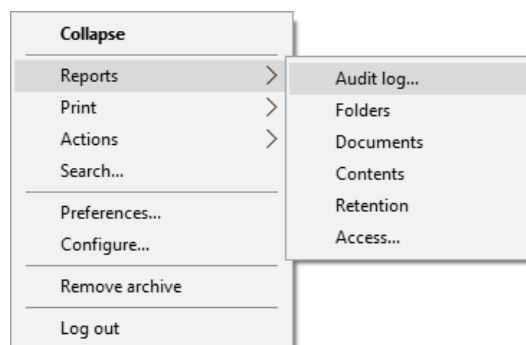 Collapse
Reports
Print
Actions
Search...
Preferences...
Configure...
Remove archive
Log out
Audit log...
Folders
Documents
Contents
Retention
Access...